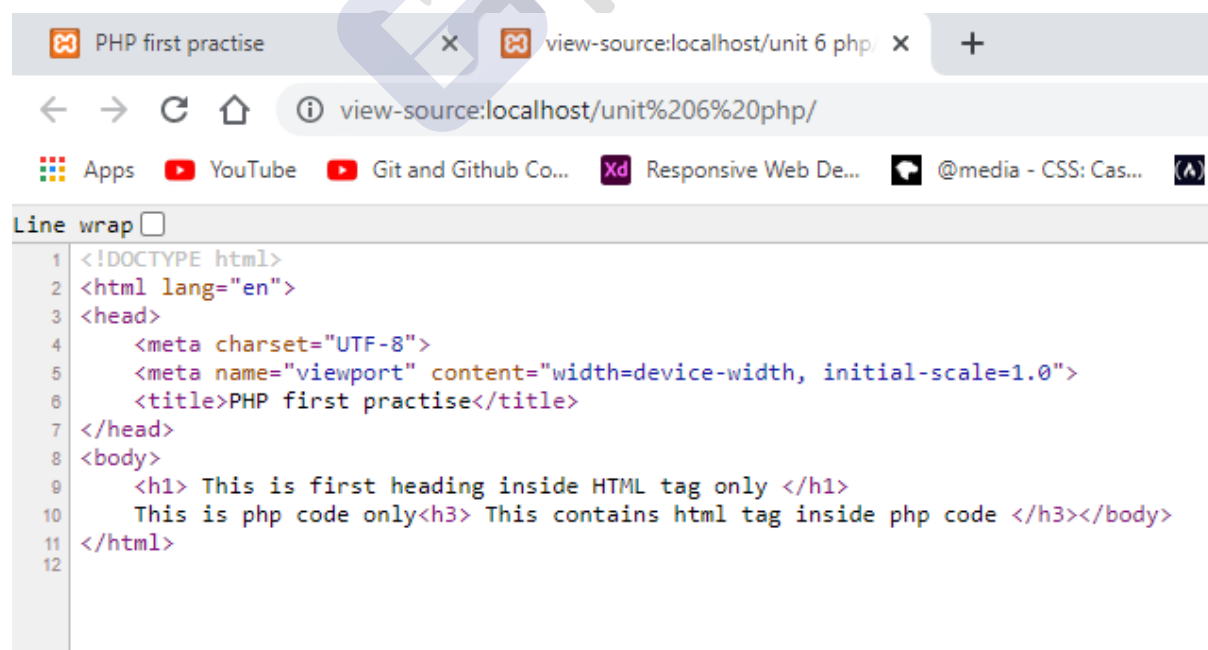 PHP first practise
view-source:localhost/unit 6 php/
view-source:localhost/unit%206%20php/
Apps YouTube Git and Github Co... Responsive Web De... @media - CSS: Cas...
Line wrap
1 <!DOCTYPE html>
2 <html lang="en">
3 <head>
4     <meta charset="UTF-8">
5     <meta name="viewport" content="width=device-width, initial-scale=1.0">
6     <title>PHP first practise</title>
7 </head>
8 <body>
9     <h1> This is first heading inside HTML tag only </h1>
10     This is php code only<h3> This contains html tag inside php code </h3></body>
11 </html>
12